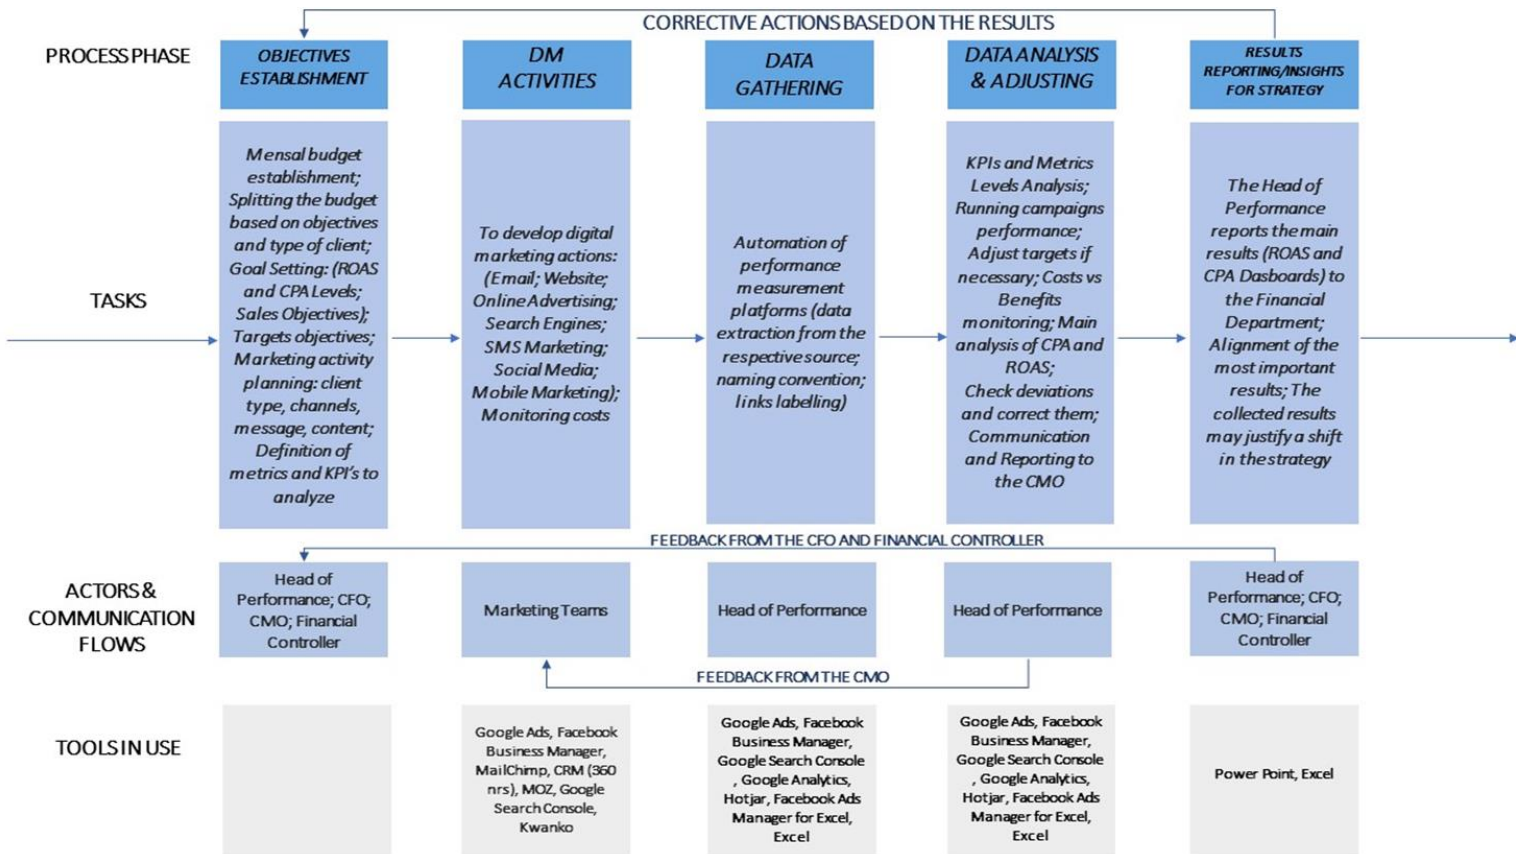 CORRECTIVE ACTIONS BASED ON THE RESULTS
PROCESS PHASE
OBJECTIVES
ESTABLISHMENT
DM
ACTIVITIES
DATA
GATHERING
DATA ANALYSIS
& ADJUSTING
RESULTS
REPORTING/INSIGHTS
FOR STRATEGY
TASKS
Mensal budget
establishment;
Splitting the budget
based on objectives
and type of client;
Goal Setting: (ROAS
and CPA Levels;
Sales Objectives);
Targets objectives;
Marketing activity
planning: client
type, channels,
message, content;
Definition of
metrics and KPI's to
analyze
To develop digital
marketing actions:
(Email; Website;
Online Advertising;
Search Engines;
SMS Marketing;
Social Media;
Mobile Marketing);
Monitoring costs
Automation of
performance
measurement
platforms (data
extraction from the
respective source;
naming convention;
links labelling)
KPIs and Metrics
Levels Analysis;
Running campaigns
performance;
Adjust targets if
necessary; Costs vs
Benefits
monitoring; Main
analysis of CPA and
ROAS;
Check deviations
and correct them;
Communication
and Reporting to
the CMO
The Head of
Performance
reports the main
results (ROAS and
CPA Dasboards) to
the Financial
Department;
Alignment of the
most important
results; The
collected results
may justify a shift
in the strategy
FEEDBACK FROM THE CFO AND FINANCIAL CONTROLLER
ACTORS &
COMMUNICATION
FLOWS
Head of
Performance; CFO;
CMO; Financial
Controller
Marketing Teams
Head of Performance
Head of Performance
Head of
Performance; CFO;
CMO; Financial
Controller
FEEDBACK FROM THE CMO
TOOLS IN USE
Google Ads, Facebook
Business Manager,
MailChimp, CRM (360
nrs), MOZ, Google
Search Console,
Kwanko
Google Ads, Facebook
Business Manager,
Google Search Console
, Google Analytics,
Hotjar, Facebook Ads
Manager for Excel,
Excel
Google Ads, Facebook
Business Manager,
Google Search Console
, Google Analytics,
Hotjar, Facebook Ads
Manager for Excel,
Excel
Power Point, Excel